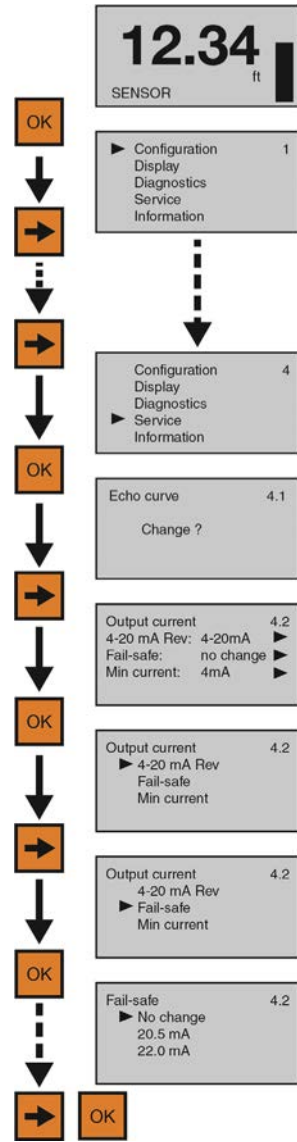 12.34
ft
SENSOR
OK
Configuration 1
Display
Diagnostics
Service
Information
Configuration 4
Display
Diagnostics
Service
Information
OK
Echo curve 4.1
Change ?
Output current 4.2
4-20 mA Rev: 4-20mA
Fail-safe: no change
Min current: 4mA
OK
Output current 4.2
4-20 mA Rev
Fail-safe
Min current
Output current 4.2
4-20 mA Rev
Fail-safe
Min current
OK
Fail-safe 4.2
No change
20.5 mA
22.0 mA
OK